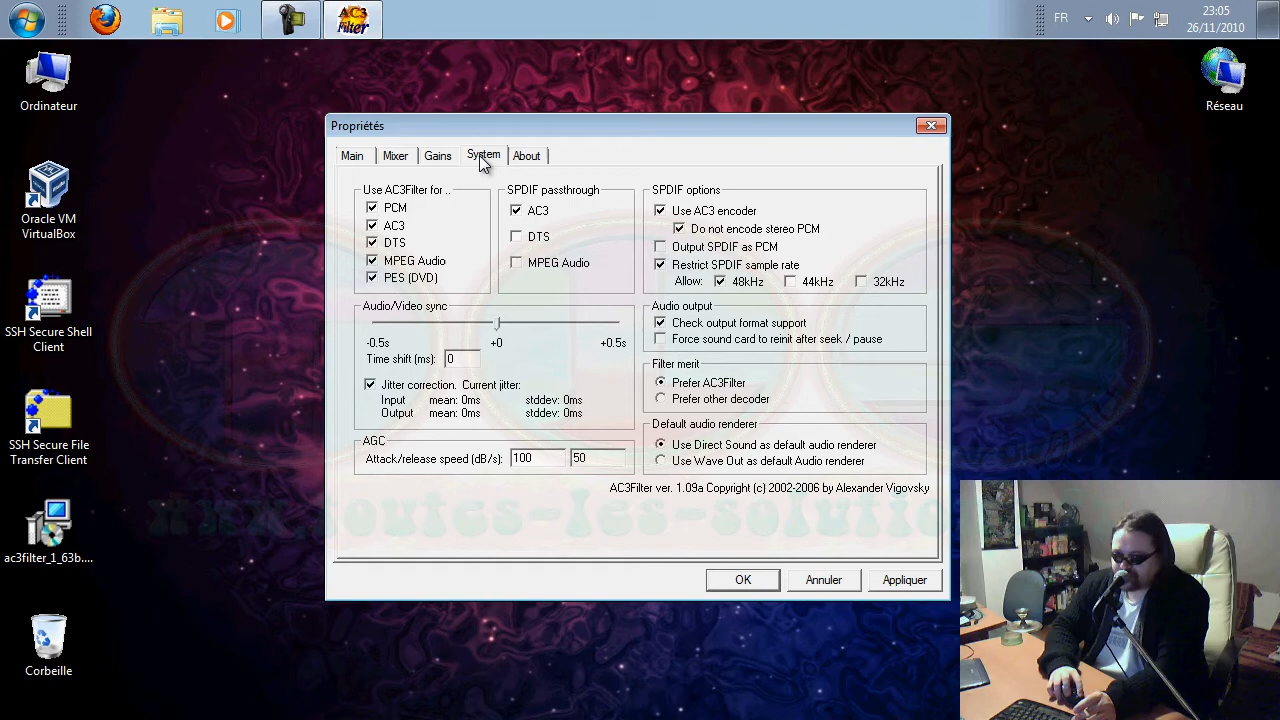 FR
23:05
26/11/2010
AC3
Filter
Ordinateur
Oracle VM
VirtualBox
SSH Secure Shell
Client
SSH Secure File
Transfer Client
ac3filter_1_63b....
Corbeille
Réseau
Propriétés
Main
Mixer
Gains
System
About
Use AC3Filter for ..
PCM
AC3
DTS
MPEG Audio
PES (DVD)
SPDIF passthrough
AC3
DTS
MPEG Audio
SPDIF options
Use AC3 encoder
Do not encode stereo PCM
Output SPDIF as PCM
Restrict SPDIF sample rate
Allow: 48kHz 44kHz 32kHz
Audio/Video sync
-0.5s +0 +0.5s
Time shift (ms): 0
Jitter correction. Current jitter:
Input mean: 0ms stddev: 0ms
Output mean: 0ms stddev: 0ms
AGC
Attack/release speed (dB/s): 100 50
Audio output
Check output format support
Force sound card to reinit after seek / pause
Filter merit
Prefer AC3Filter
Prefer other decoder
Default audio renderer
Use Direct Sound as default audio renderer
Use Wave Out as default Audio renderer
AC3Filter ver. 1.09a Copyright (c) 2002-2006 by Alexander Vigovsky
www.toutes-les-solutio
OK
Annuler
Appliquer